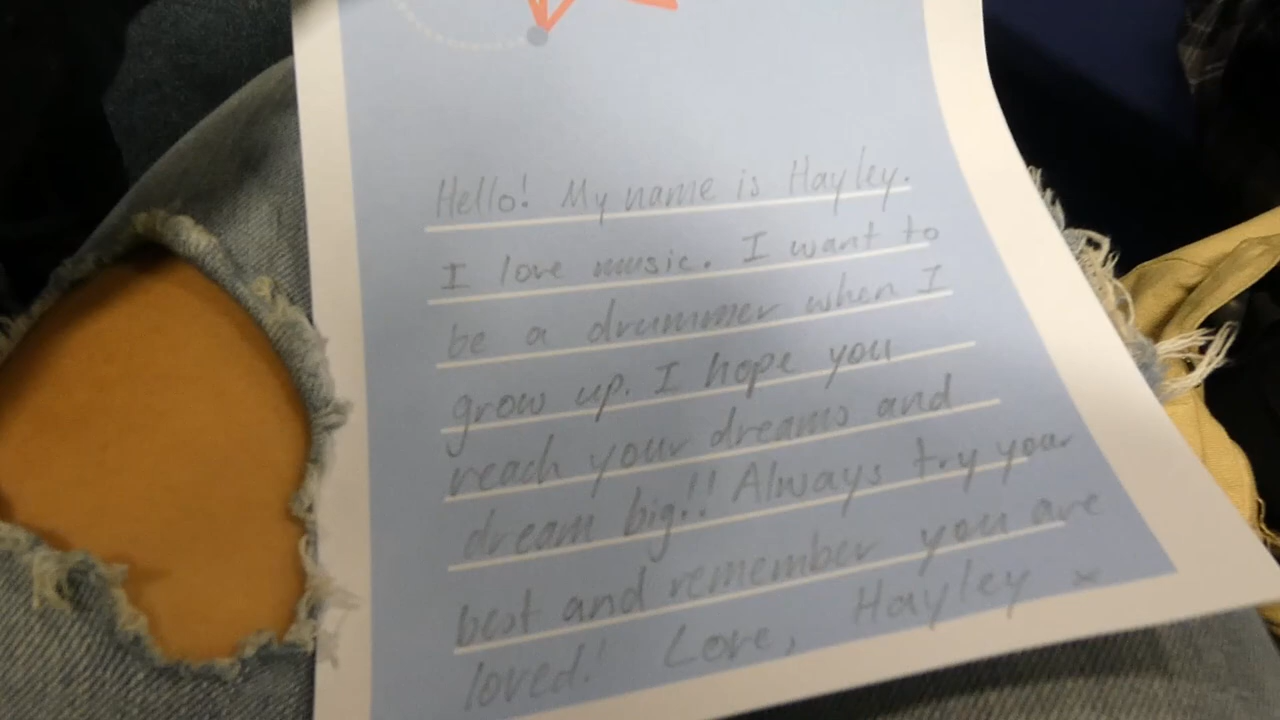 Hello! My name is Hayley.
I love music. I want to
be a drummer when I
grow up. I hope you
reach your dreams and
dream big!! Always try your
best and remember you are
loved! Love, Hayley x